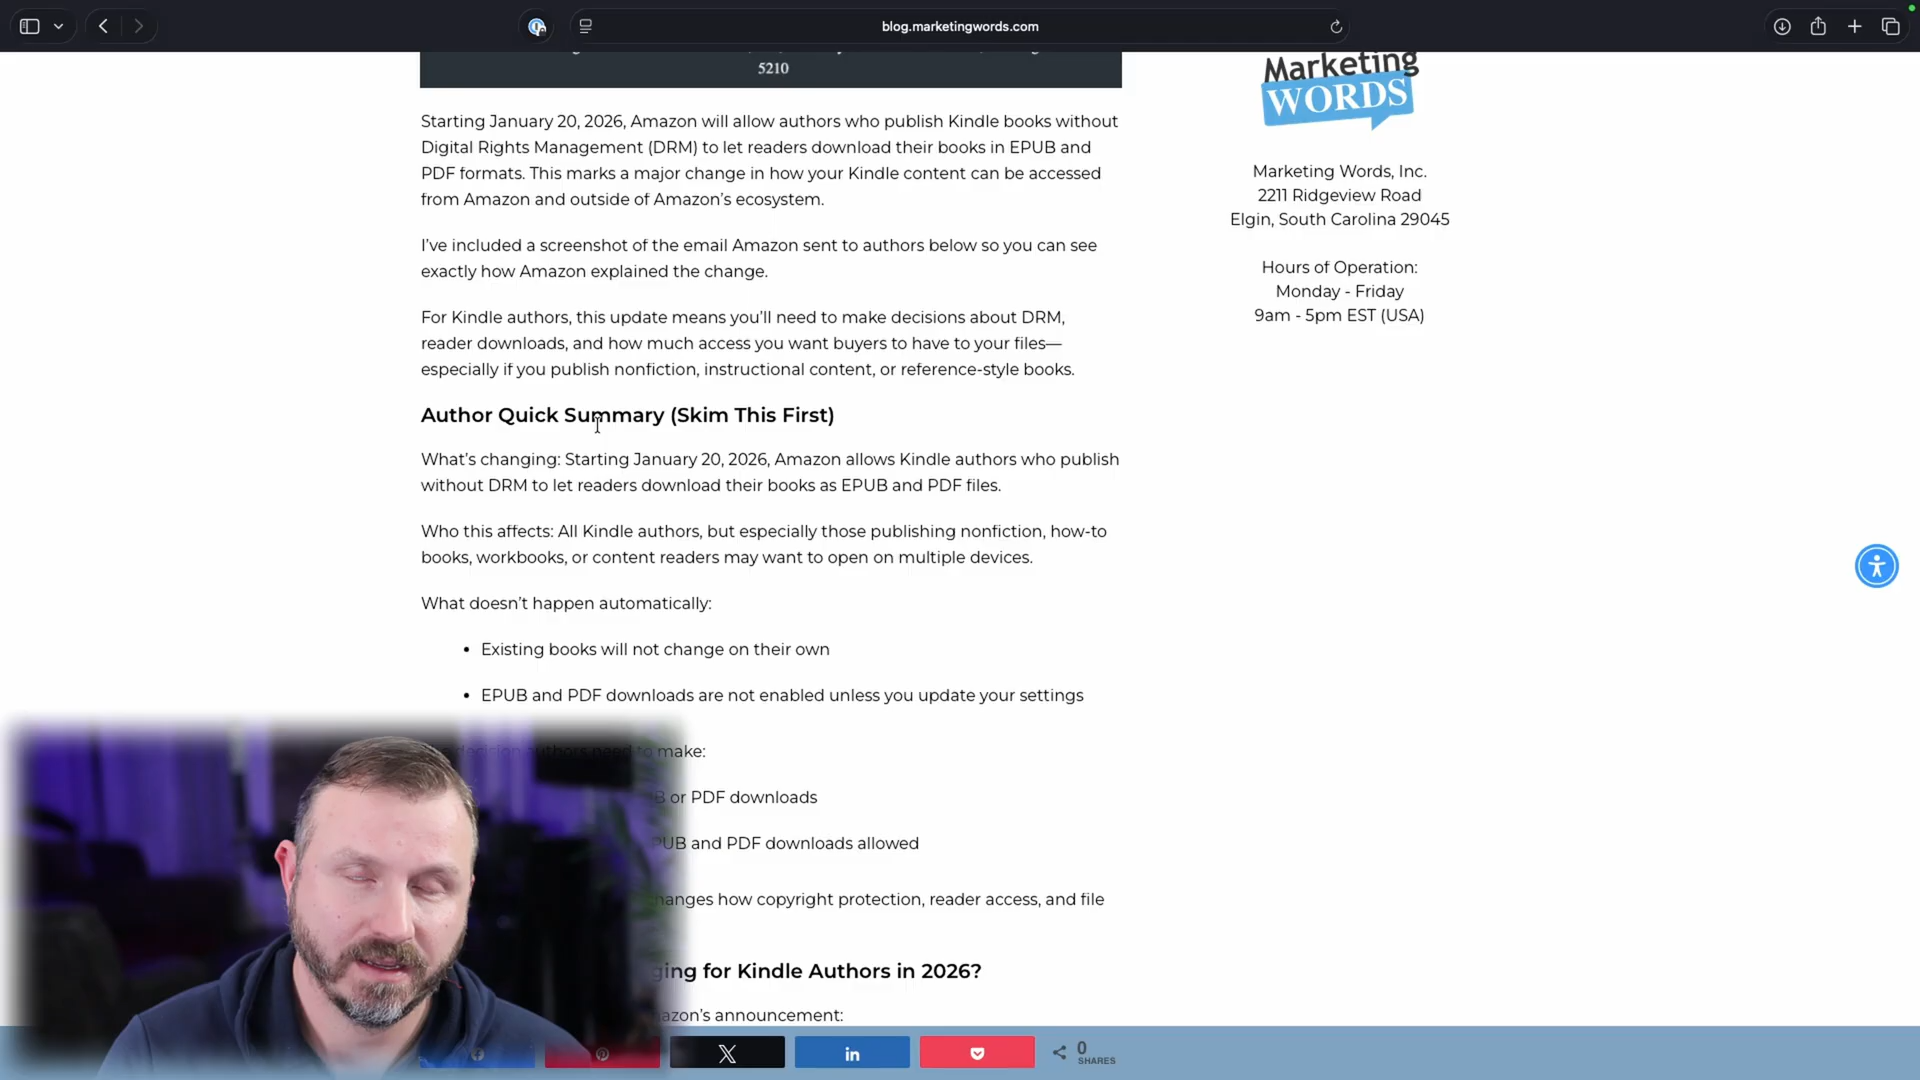 blog.marketingwords.com
5210
Starting January 20, 2026, Amazon will allow authors who publish Kindle books without
Digital Rights Management (DRM) to let readers download their books in EPUB and
PDF formats. This marks a major change in how your Kindle content can be accessed
from Amazon and outside of Amazon’s ecosystem.
I’ve included a screenshot of the email Amazon sent to authors below so you can see
exactly how Amazon explained the change.
For Kindle authors, this update means you’ll need to make decisions about DRM,
reader downloads, and how much access you want buyers to have to your files—
especially if you publish nonfiction, instructional content, or reference-style books.
Author Quick Summary (Skim This First)
What’s changing: Starting January 20, 2026, Amazon allows Kindle authors who publish
without DRM to let readers download their books as EPUB and PDF files.
Who this affects: All Kindle authors, but especially those publishing nonfiction, how-to
books, workbooks, or content readers may want to open on multiple devices.
What doesn’t happen automatically:
• Existing books will not change on their own
• EPUB and PDF downloads are not enabled unless you update your settings
decision authors need to make:
or PDF downloads
and PDF downloads allowed
how copyright protection, reader access, and file
for Kindle Authors in 2026?
announcement:
0
SHARES
Marketing
WORDS
Marketing Words, Inc.
2211 Ridgeview Road
Elgin, South Carolina 29045
Hours of Operation:
Monday - Friday
9am - 5pm EST (USA)